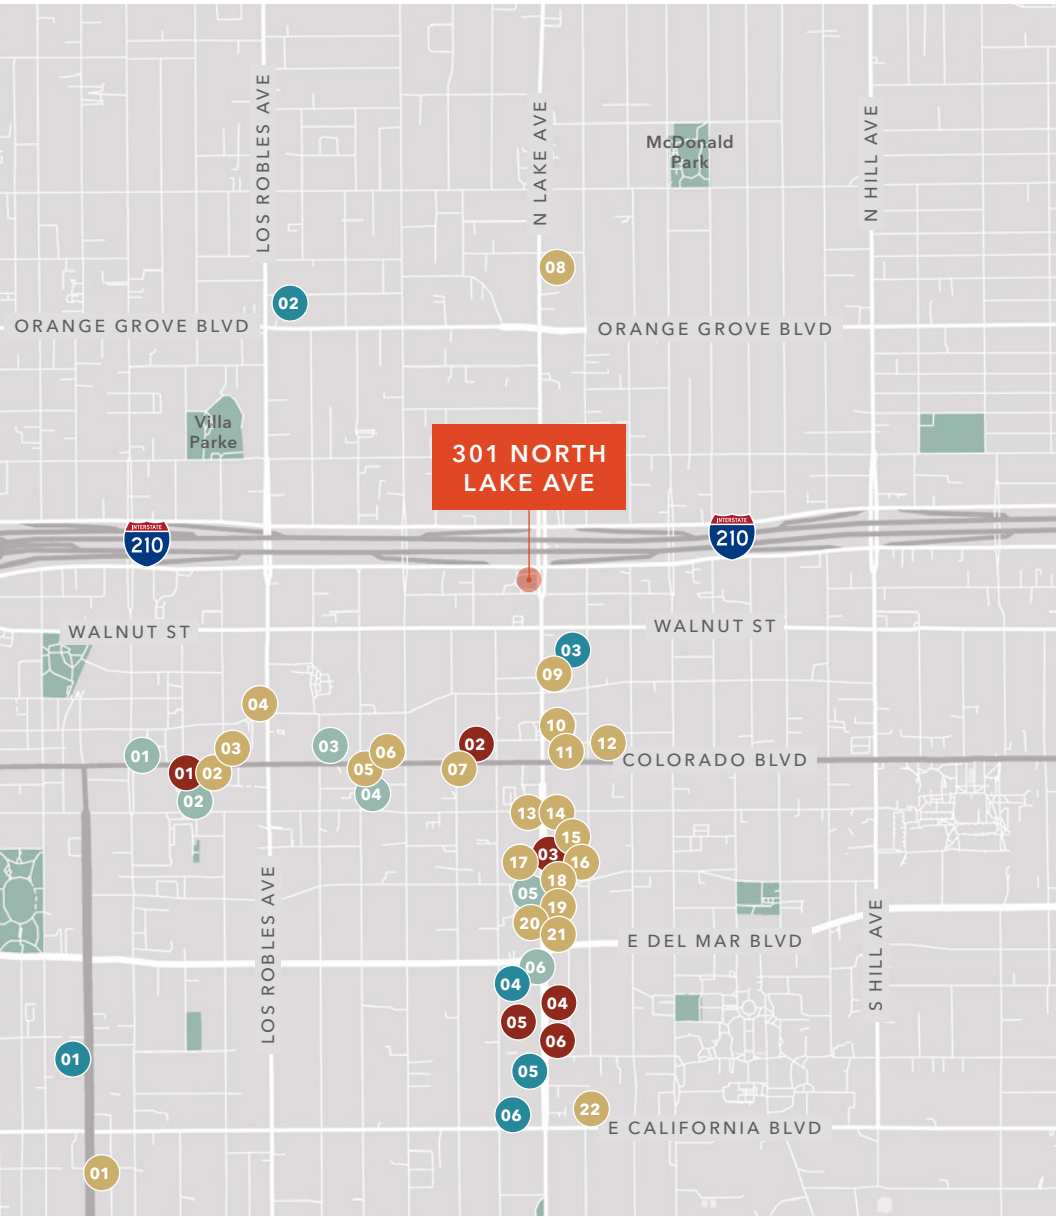 LOS ROBLES AVE
N LAKE AVE
N HILL AVE
McDonald
Park
08
02
ORANGE GROVE BLVD
ORANGE GROVE BLVD
Villa
Parke
301 NORTH
LAKE AVE
INTERSTATE
210
INTERSTATE
210
WALNUT ST
WALNUT ST
03
09
04
10
01
03
03
06
02
11
12
COLORADO BLVD
01
02
05
07
02
04
13
14
15
17
03
16
18
05
19
20
21
LOS ROBLES AVE
S HILL AVE
E DEL MAR BLVD
06
04
04
05
06
01
05
06
22
E CALIFORNIA BLVD
01